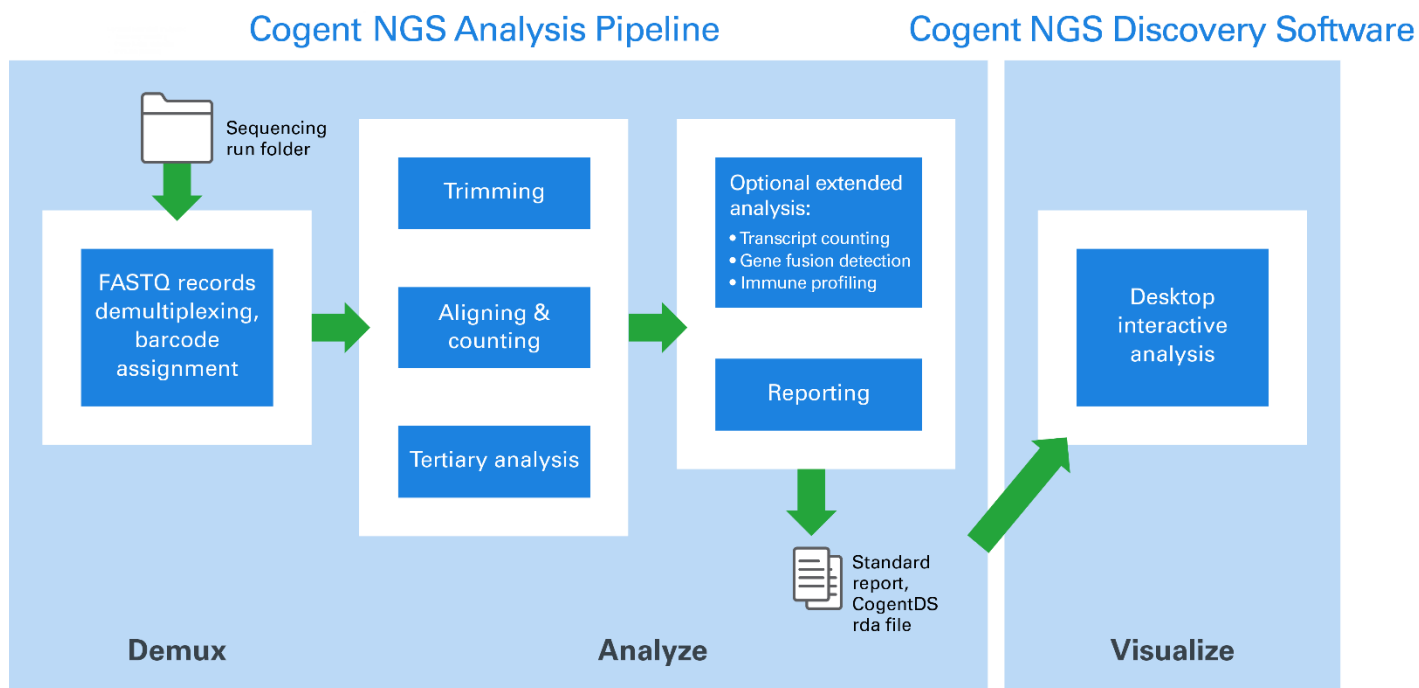 Cogent NGS Analysis Pipeline
Cogent NGS Discovery Software
Sequencing
run folder
FASTQ records
demultiplexing,
barcode
assignment
Trimming
Aligning &
counting
Tertiary analysis
Optional extended
analysis:
• Transcript counting
• Gene fusion detection
• Immune profiling
Reporting
Standard
report,
CogentDS
rda file
Desktop
interactive
analysis
Demux
Analyze
Visualize